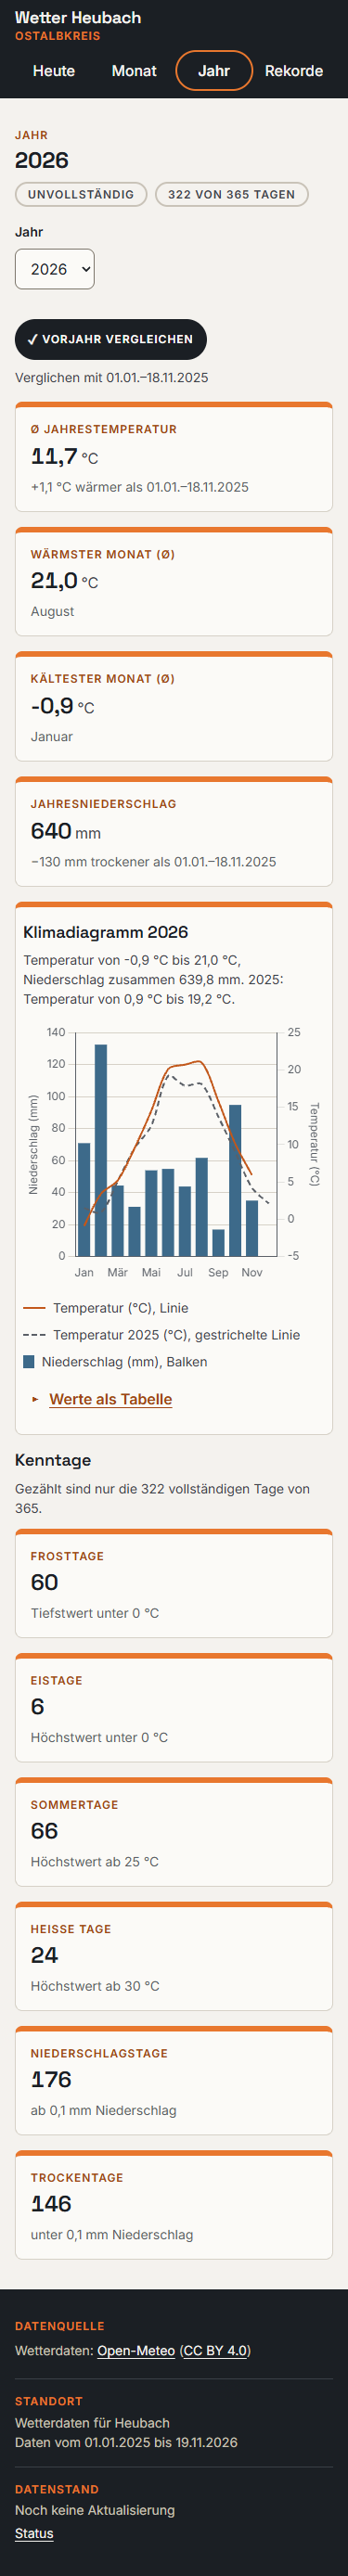 Wetter Heubach
OSTALBKREIS
Heute Monat Jahr Rekorde
JAHR
2026
UNVOLLSTÄNDIG 322 VON 365 TAGEN
Jahr
2026
✓ VORJAHR VERGLEICHEN
Verglichen mit 01.01.–18.11.2025
Ø JAHRESTEMPERATUR
11,7 °C
+1,1 °C wärmer als 01.01.–18.11.2025
WÄRMSTER MONAT (Ø)
21,0 °C
August
KÄLTESTER MONAT (Ø)
-0,9 °C
Januar
JAHRESNIEDERSCHLAG
640 mm
−130 mm trockener als 01.01.–18.11.2025
Klimadiagramm 2026
Temperatur von -0,9 °C bis 21,0 °C,
Niederschlag zusammen 639,8 mm. 2025:
Temperatur von 0,9 °C bis 19,2 °C.
140 25
120 20
100 15
80 10
60 5
40 0
20 -5
0
Niederschlag (mm)
Temperatur (°C)
Jan Mär Mai Jul Sep Nov
Temperatur (°C), Linie
Temperatur 2025 (°C), gestrichelte Linie
Niederschlag (mm), Balken
► Werte als Tabelle
Kenntage
Gezählt sind nur die 322 vollständigen Tage von
365.
FROSTTAGE
60
Tiefstwert unter 0 °C
EISTAGE
6
Höchstwert unter 0 °C
SOMMERTAGE
66
Höchstwert ab 25 °C
HEISSE TAGE
24
Höchstwert ab 30 °C
NIEDERSCHLAGSTAGE
176
ab 0,1 mm Niederschlag
TROCKENTAGE
146
unter 0,1 mm Niederschlag
DATENQUELLE
Wetterdaten: Open-Meteo (CC BY 4.0)
STANDORT
Wetterdaten für Heubach
Daten vom 01.01.2025 bis 19.11.2026
DATENSTAND
Noch keine Aktualisierung
Status